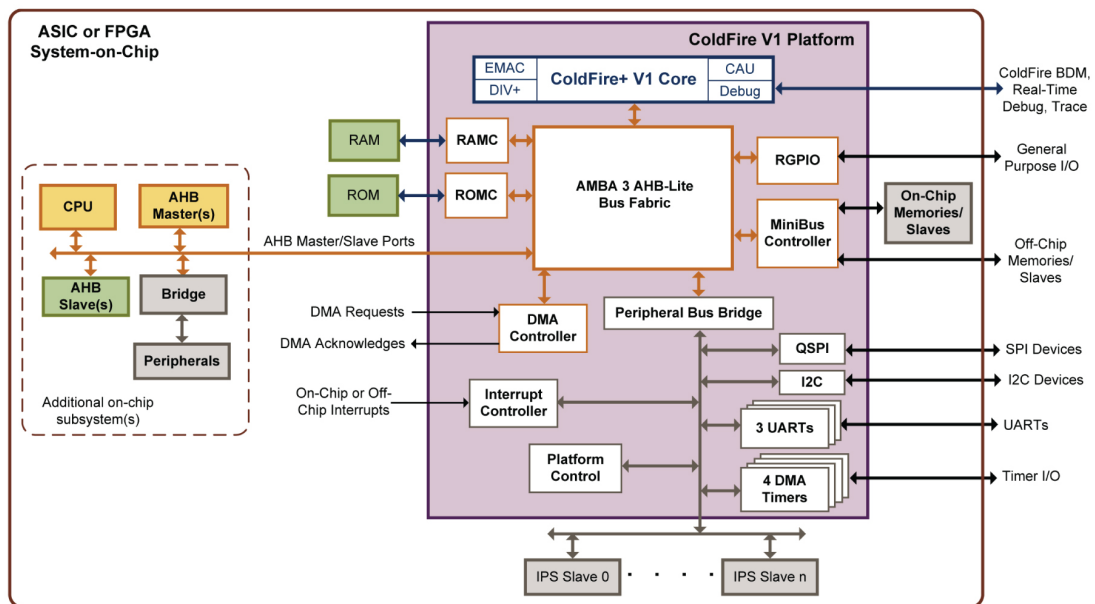 ASIC or FPGA
System-on-Chip
ColdFire V1 Platform
EMAC
DIV+
ColdFire+ V1 Core
CAU
Debug
ColdFire BDM,
Real-Time
Debug, Trace
RAM
RAMC
ROM
ROMC
AMBA 3 AHB-Lite
Bus Fabric
RGPIO
General
Purpose I/O
MiniBus
Controller
On-Chip
Memories/
Slaves
Off-Chip
Memories/
Slaves
CPU
AHB
Master(s)
AHB
Slave(s)
Bridge
Peripherals
Additional on-chip
subsystem(s)
AHB Master/Slave Ports
DMA Requests
DMA Acknowledges
DMA
Controller
Peripheral Bus Bridge
QSPI
SPI Devices
I2C
I2C Devices
On-Chip or Off-
Chip Interrupts
Interrupt
Controller
3 UARTs
UARTs
Platform
Control
4 DMA
Timers
Timer I/O
IPS Slave 0
. . . .
IPS Slave n